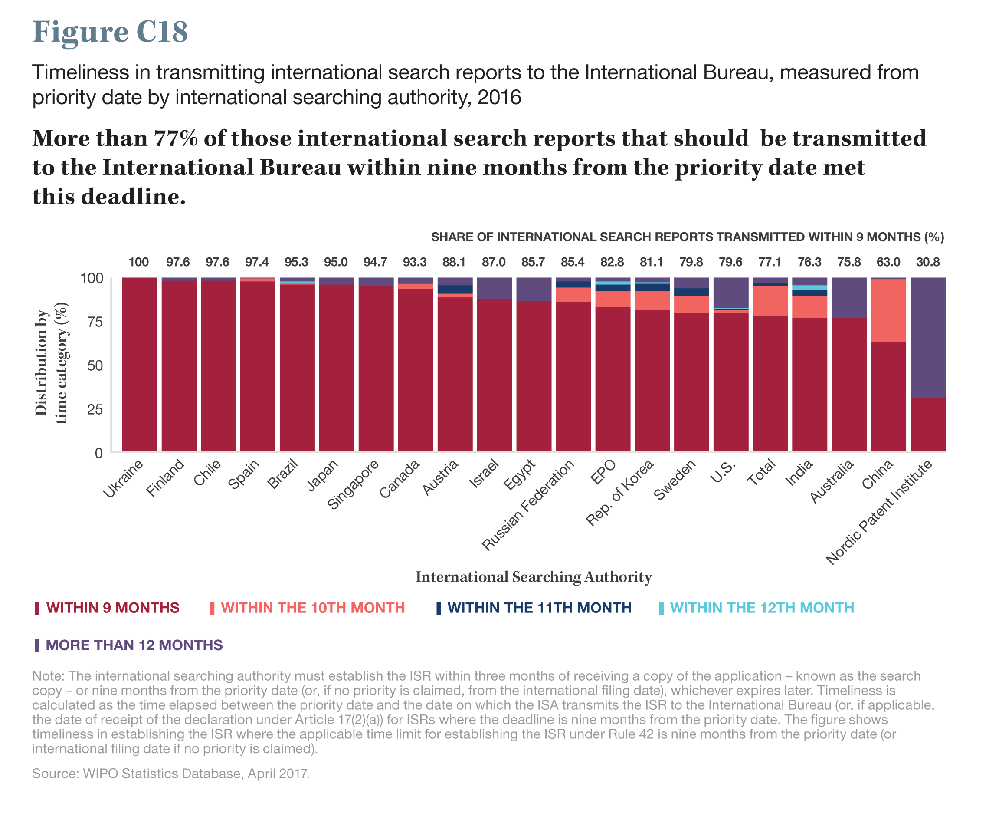 Figure C18
Timeliness in transmitting international search reports to the International Bureau, measured from
priority date by international searching authority, 2016
More than 77% of those international search reports that should be transmitted
to the International Bureau within nine months from the priority date met
this deadline.
SHARE OF INTERNATIONAL SEARCH REPORTS TRANSMITTED WITHIN 9 MONTHS (%)
100 97.6 97.6 97.4 95.3 95.0 94.7 93.3 88.1 87.0 85.7 85.4 82.8 81.1 79.8 79.6 77.1 76.3 75.8 63.0 30.8
Distribution by
time category (%)
100
75
50
25
0
Ukraine
Finland
Chile
Spain
Brazil
Japan
Singapore
Canada
Austria
Israel
Egypt
Russian Federation
EPO
Rep. of Korea
Sweden
U.S.
Total
India
Australia
China
Nordic Patent Institute
International Searching Authority
WITHIN 9 MONTHS WITHIN THE 10TH MONTH WITHIN THE 11TH MONTH WITHIN THE 12TH MONTH
MORE THAN 12 MONTHS
Note: The international searching authority must establish the ISR within three months of receiving a copy of the application – known as the search
copy – or nine months from the priority date (or, if no priority is claimed, from the international filing date), whichever expires later. Timeliness is
calculated as the time elapsed between the priority date and the date on which the ISA transmits the ISR to the International Bureau (or, if applicable,
the date of receipt of the declaration under Article 17(2)(a)) for ISRs where the deadline is nine months from the priority date. The figure shows
timeliness in establishing the ISR where the applicable time limit for establishing the ISR under Rule 42 is nine months from the priority date (or
international filing date if no priority is claimed).
Source: WIPO Statistics Database, April 2017.